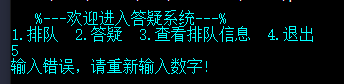 %---欢迎进入答疑系统---%
1.排队  2.答疑  3.查看排队信息  4.退出
5
输入错误，请重新输入数字!